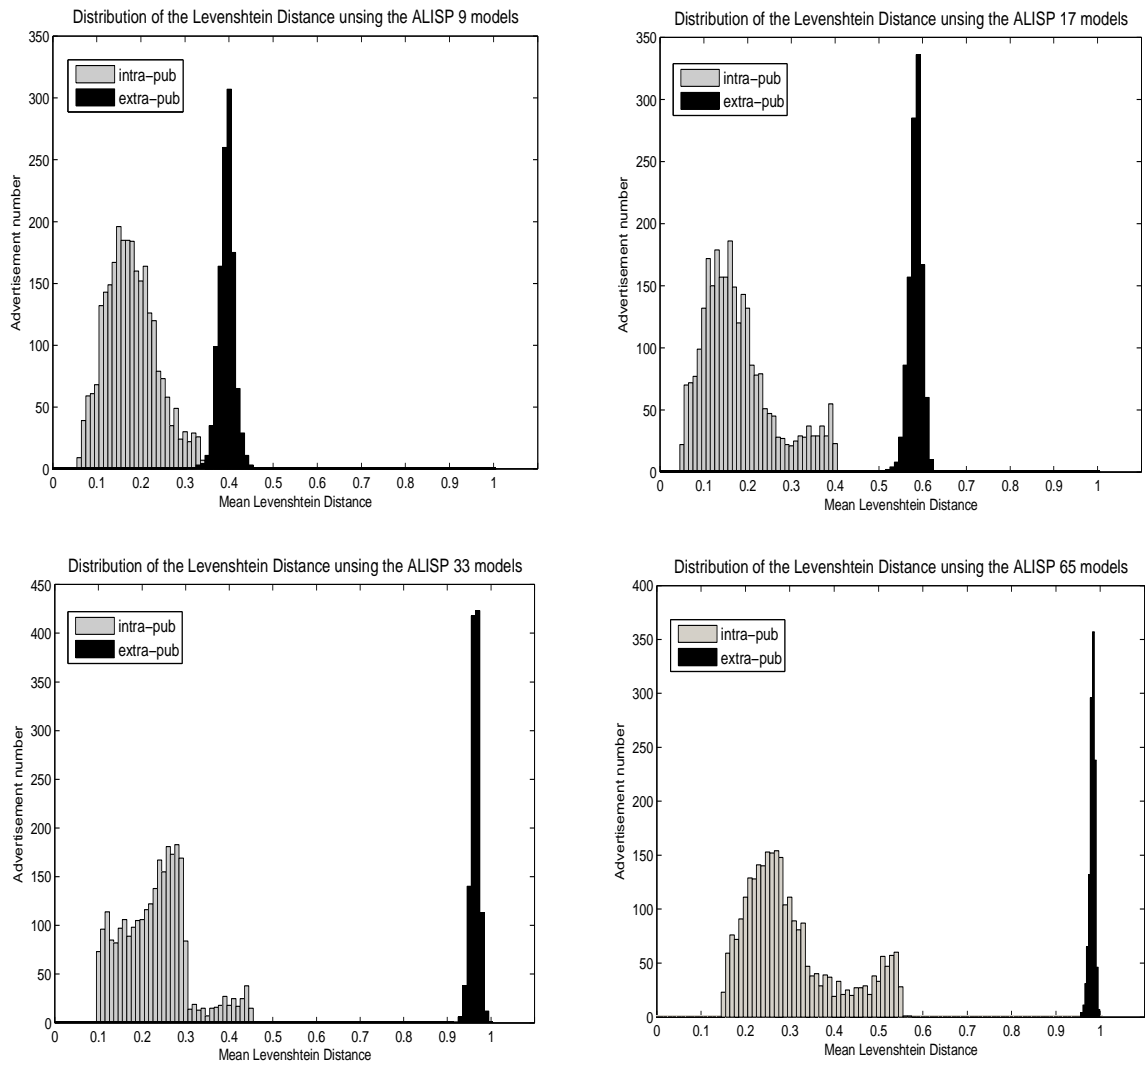 Distribution of the Levenshtein Distance unsing the ALISP 9 models
350
300
250
200
150
100
50
0
Advertisement number
intra-pub
extra-pub
0 0.1 0.2 0.3 0.4 0.5 0.6 0.7 0.8 0.9 1
Mean Levenshtein Distance
Distribution of the Levenshtein Distance unsing the ALISP 17 models
350
300
250
200
150
100
50
0
Advertisement number
intra-pub
extra-pub
0 0.1 0.2 0.3 0.4 0.5 0.6 0.7 0.8 0.9 1
Mean Levenshtein Distance
Distribution of the Levenshtein Distance unsing the ALISP 33 models
450
400
350
300
250
200
150
100
50
0
Advertisement number
intra-pub
extra-pub
0 0.1 0.2 0.3 0.4 0.5 0.6 0.7 0.8 0.9 1
Mean Levenshtein Distance
Distribution of the Levenshtein Distance unsing the ALISP 65 models
400
350
300
250
200
150
100
50
0
Advertisement number
intra-pub
extra-pub
0 0.1 0.2 0.3 0.4 0.5 0.6 0.7 0.8 0.9 1
Mean Levenshtein Distance